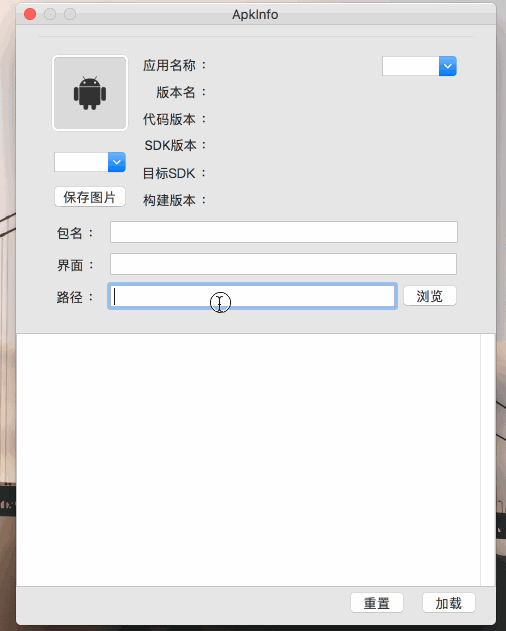 ApkInfo
应用名称：
版本名：
代码版本：
SDK版本：
目标SDK：
保存图片
构建版本：
包名：
界面：
路径：
浏览
重置
加载